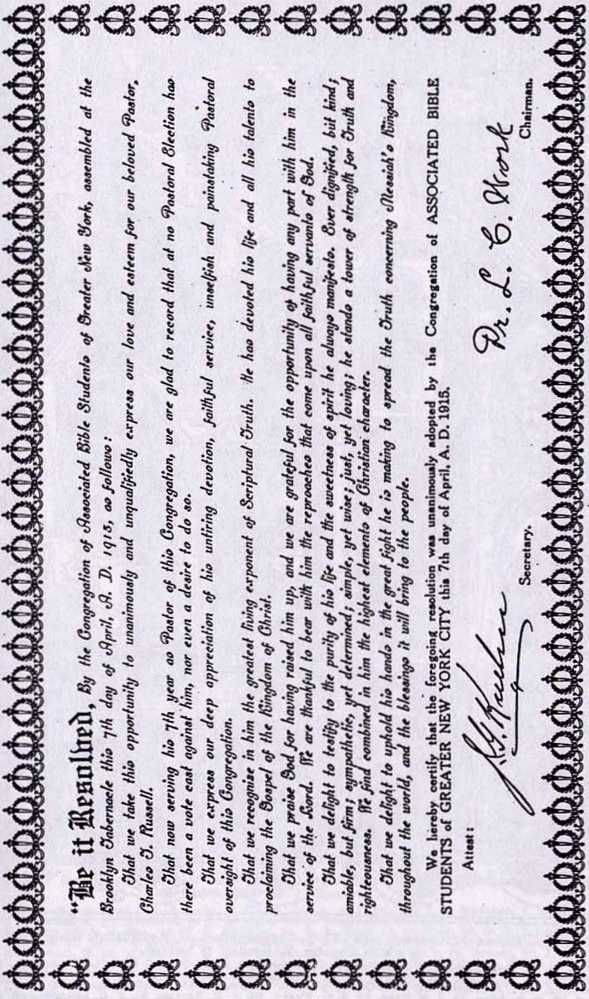 "Be it Resolved, By the Congregation of Associated Bible Students of Greater New York, assembled at the
Brooklyn Tabernacle this 7th day of April, A. D. 1915, as follows:
That we take this opportunity to unanimously and unqualifiedly express our love and esteem for our beloved Pastor,
Charles T. Russell.
That now serving his 7th year as Pastor of this Congregation, we are glad to record that at no Pastoral Election has
there been a vote cast against him, nor even a desire to do so.
That we express our deep appreciation of his untiring devotion, faithful service, unselfish and painstaking Pastoral
oversight of this Congregation.
That we recognise in him the greatest living exponent of Scriptural Truth. He has devoted his life and all his talents to
proclaiming the Gospel of the Kingdom of Christ.
That we praise God for having raised him up, and we are grateful for the opportunity of having any part with him in the
service of the Lord. We are thankful to bear with him the reproaches that come upon all faithful servants of God.
That we delight to testify to the purity of his life and the sweetness of spirit he always manifests. Ever dignified, but kind;
amiable, but firm; sympathetic, yet determined; simple, yet wise; just, yet loving; he stands a tower of strength for Truth and
righteousness. We find combined in him the highest elements of Christian character.
That we delight to uphold his hands in the great fight he is making to spread the Truth concerning Messiah's Kingdom,
throughout the world, and the blessings it will bring to the people.
We hereby certify that the foregoing resolution was unanimously adopted by the Congregation of ASSOCIATED BIBLE
STUDENTS of GREATER NEW YORK CITY this 7th day of April, A. D. 1915.
Attest:
Dr. L. C. Work
Secretary.
Chairman.